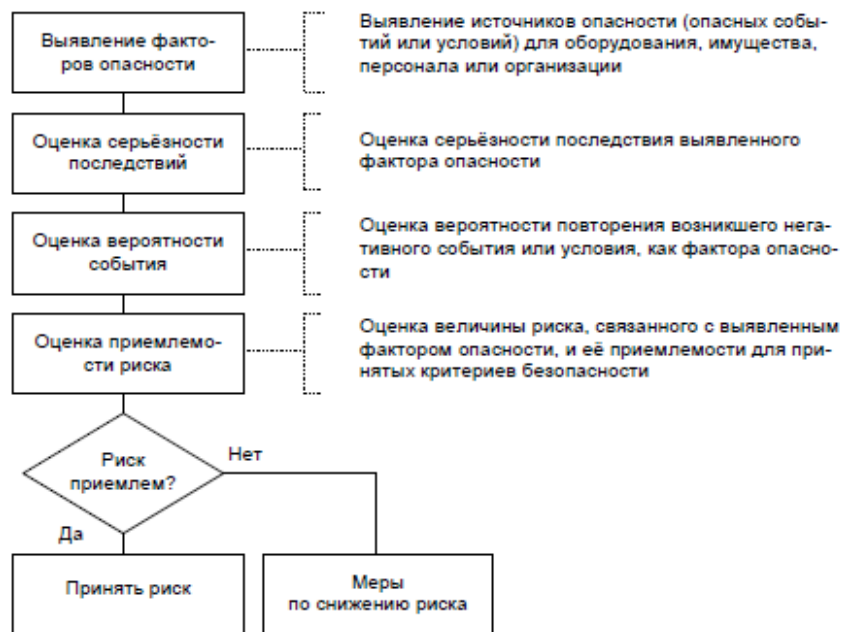 Выявление факто-
ров опасности
Выявление источников опасности (опасных собы-
тий или условий) для оборудования, имущества,
персонала или организации
Оценка серьёзности
последствий
Оценка серьёзности последствия выявленного
фактора опасности
Оценка вероятности
события
Оценка вероятности повторения возникшего нега-
тивного события или условия, как фактора опасно-
сти
Оценка приемлемо-
сти риска
Оценка величины риска, связанного с выявленным
фактором опасности, и её приемлемости для при-
нятых критериев безопасности
Риск
приемлем?
Нет
Да
Принять риск
Меры
по снижению риска